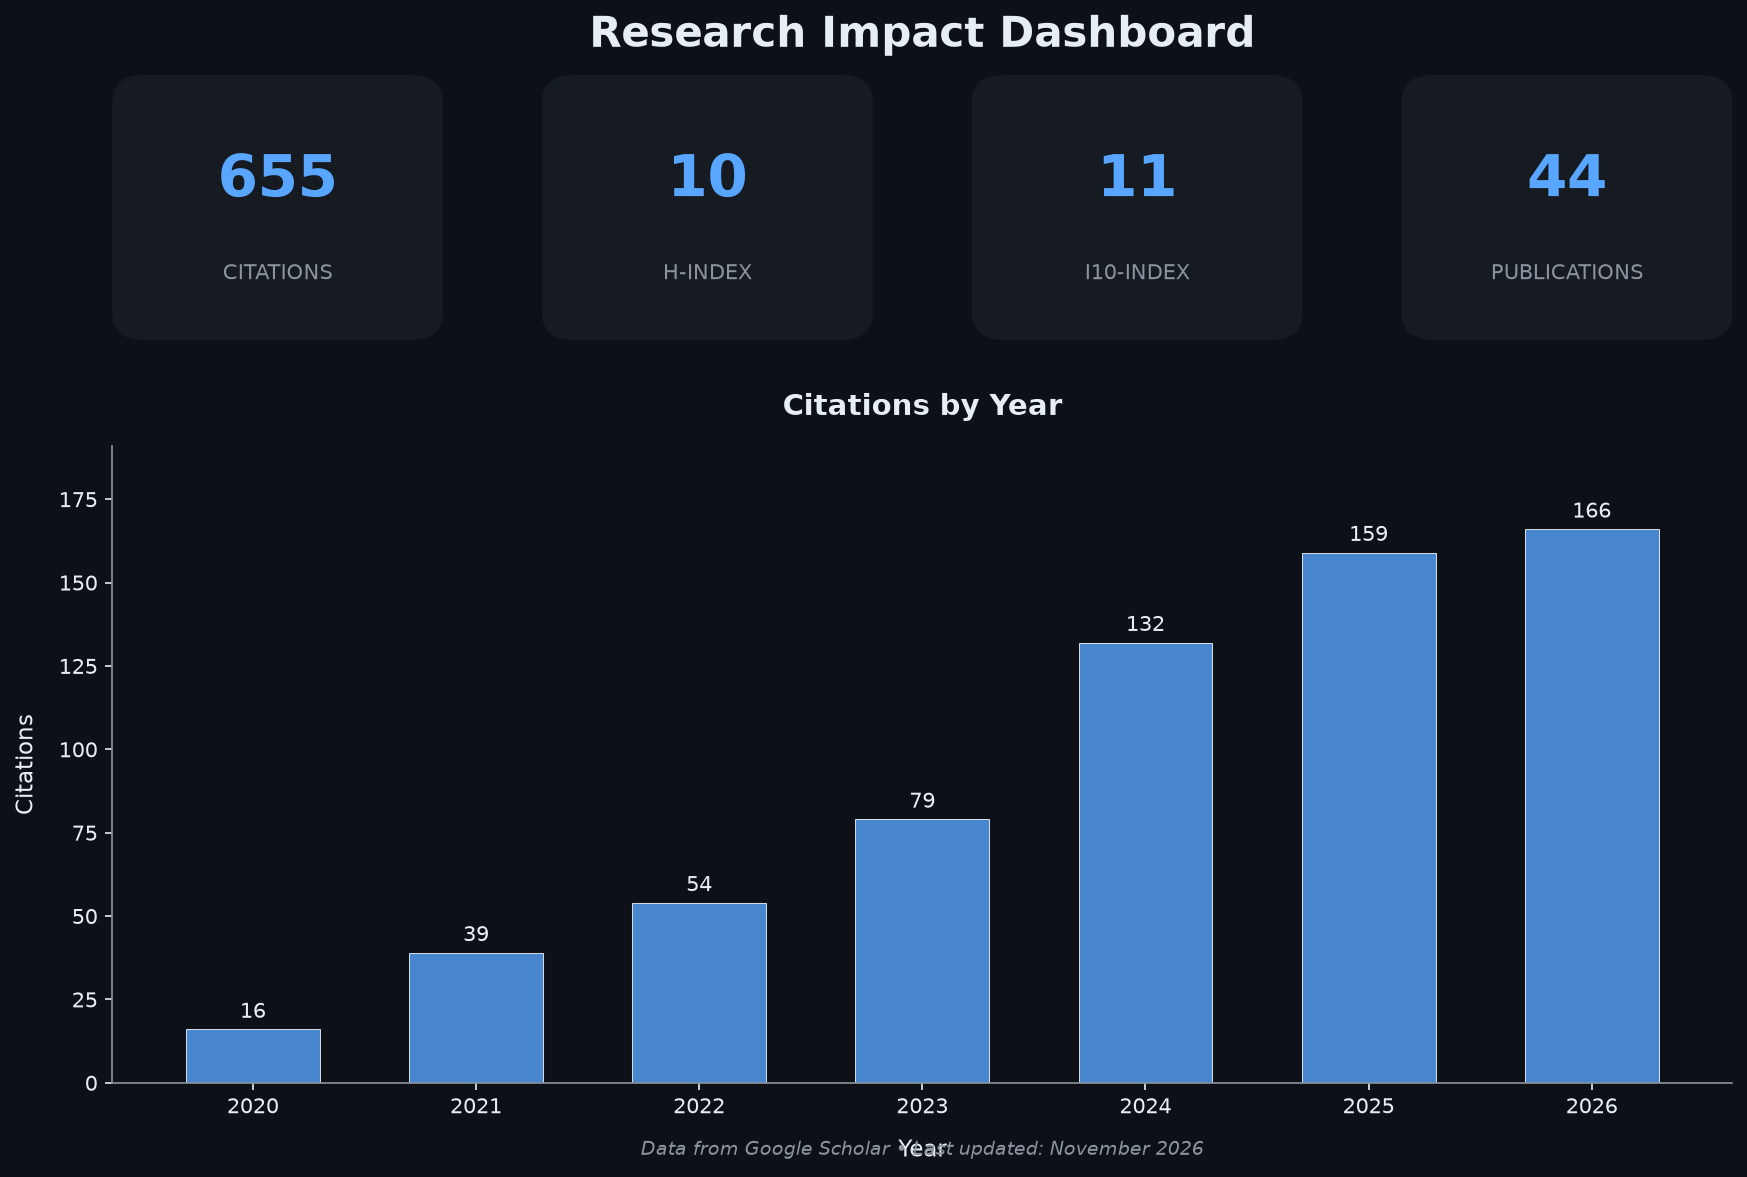 Research Impact Dashboard
655
10
11
44
CITATIONS
H-INDEX
I10-INDEX
PUBLICATIONS
Citations by Year
175
150
125
100
75
50
25
0
Citations
16
39
54
79
132
159
166
2020
2021
2022
2023
2024
2025
2026
Year
Data from Google Scholar • Last updated: November 2026